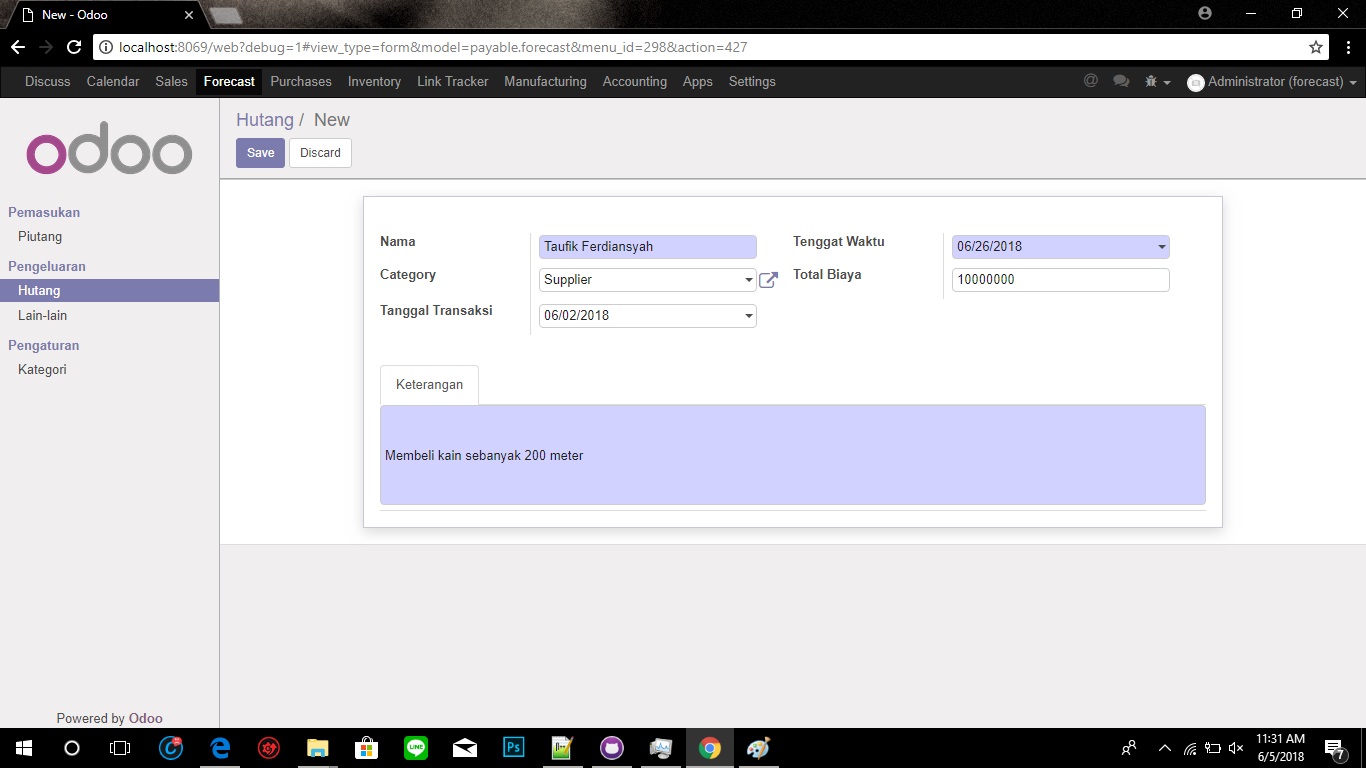 New - Odoo
localhost:8069/web?debug=1#view_type=form&model=payable.forecast&menu_id=298&action=427
Discuss Calendar Sales Forecast Purchases Inventory Link Tracker Manufacturing Accounting Apps Settings @ Administrator (forecast)
odoo
Hutang / New
Save Discard
Pemasukan
Piutang
Pengeluaran
Hutang
Lain-lain
Pengaturan
Kategori
Nama Taufik Ferdiansyah Tenggat Waktu 06/26/2018
Category Supplier Total Biaya 10000000
Tanggal Transaksi 06/02/2018
Keterangan
Membeli kain sebanyak 200 meter
Powered by Odoo
LINE
Ps
11:31 AM
6/5/2018
7